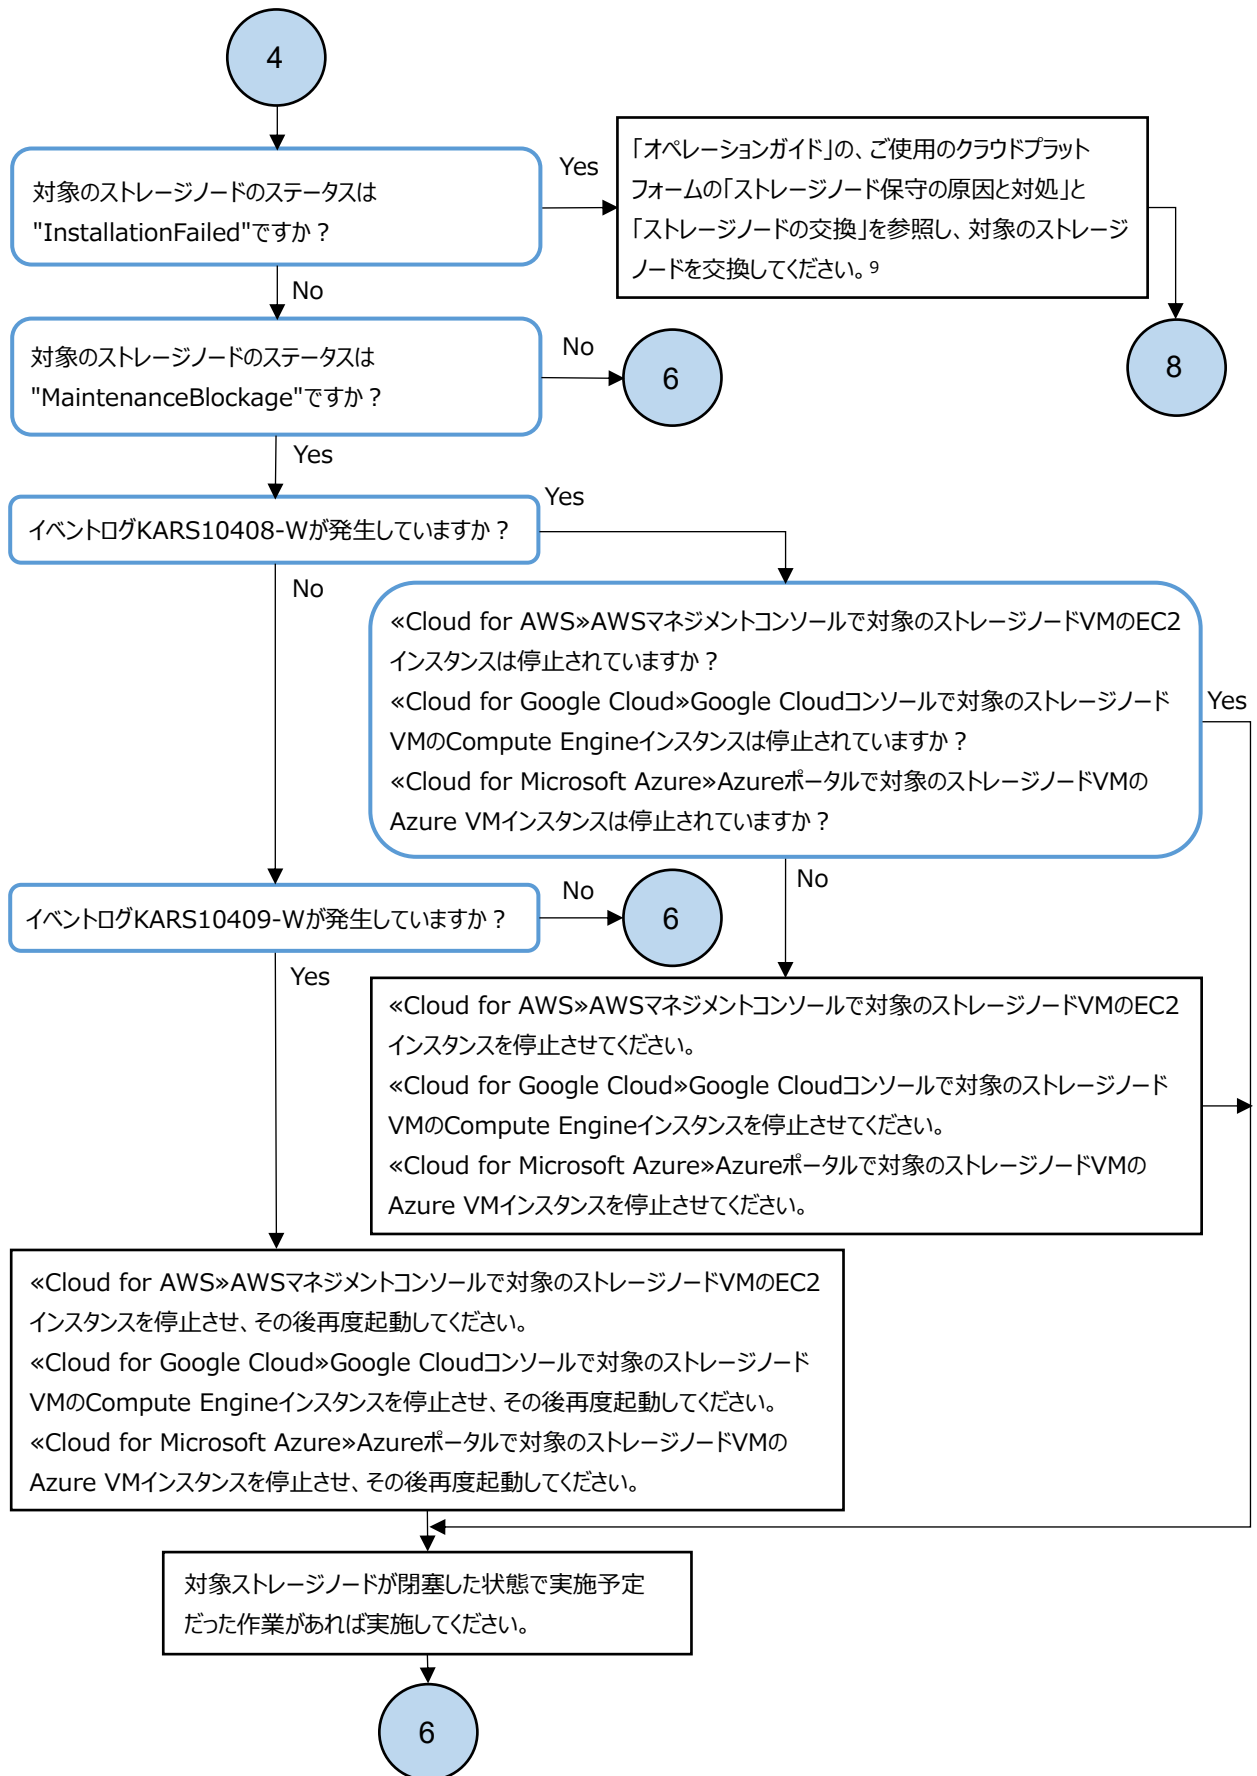 4
対象のストレージノードのステータスは
"InstallationFailed"ですか？
Yes
「オペレーションガイド」の、ご使用のクラウドプラット
フォームの「ストレージノード保守の原因と対処」と
「ストレージノードの交換」を参照し、対象のストレージ
ノードを交換してください。9
8
No
対象のストレージノードのステータスは
"MaintenanceBlockage"ですか？
No
6
Yes
イベントログKARS10408-Wが発生していますか？
Yes
No
«Cloud for AWS»AWSマネジメントコンソールで対象のストレージノードVMのEC2
インスタンスは停止されていますか？
«Cloud for Google Cloud»Google Cloudコンソールで対象のストレージノード
VMのCompute Engineインスタンスは停止されていますか？
«Cloud for Microsoft Azure»Azureポータルで対象のストレージノードVMの
Azure VMインスタンスは停止されていますか？
Yes
No
イベントログKARS10409-Wが発生していますか？
No
6
Yes
«Cloud for AWS»AWSマネジメントコンソールで対象のストレージノードVMのEC2
インスタンスを停止させてください。
«Cloud for Google Cloud»Google Cloudコンソールで対象のストレージノード
VMのCompute Engineインスタンスを停止させてください。
«Cloud for Microsoft Azure»Azureポータルで対象のストレージノードVMの
Azure VMインスタンスを停止させてください。
«Cloud for AWS»AWSマネジメントコンソールで対象のストレージノードVMのEC2
インスタンスを停止させ、その後再度起動してください。
«Cloud for Google Cloud»Google Cloudコンソールで対象のストレージノード
VMのCompute Engineインスタンスを停止させ、その後再度起動してください。
«Cloud for Microsoft Azure»Azureポータルで対象のストレージノードVMの
Azure VMインスタンスを停止させ、その後再度起動してください。
対象ストレージノードが閉塞した状態で実施予定
だった作業があれば実施してください。
6